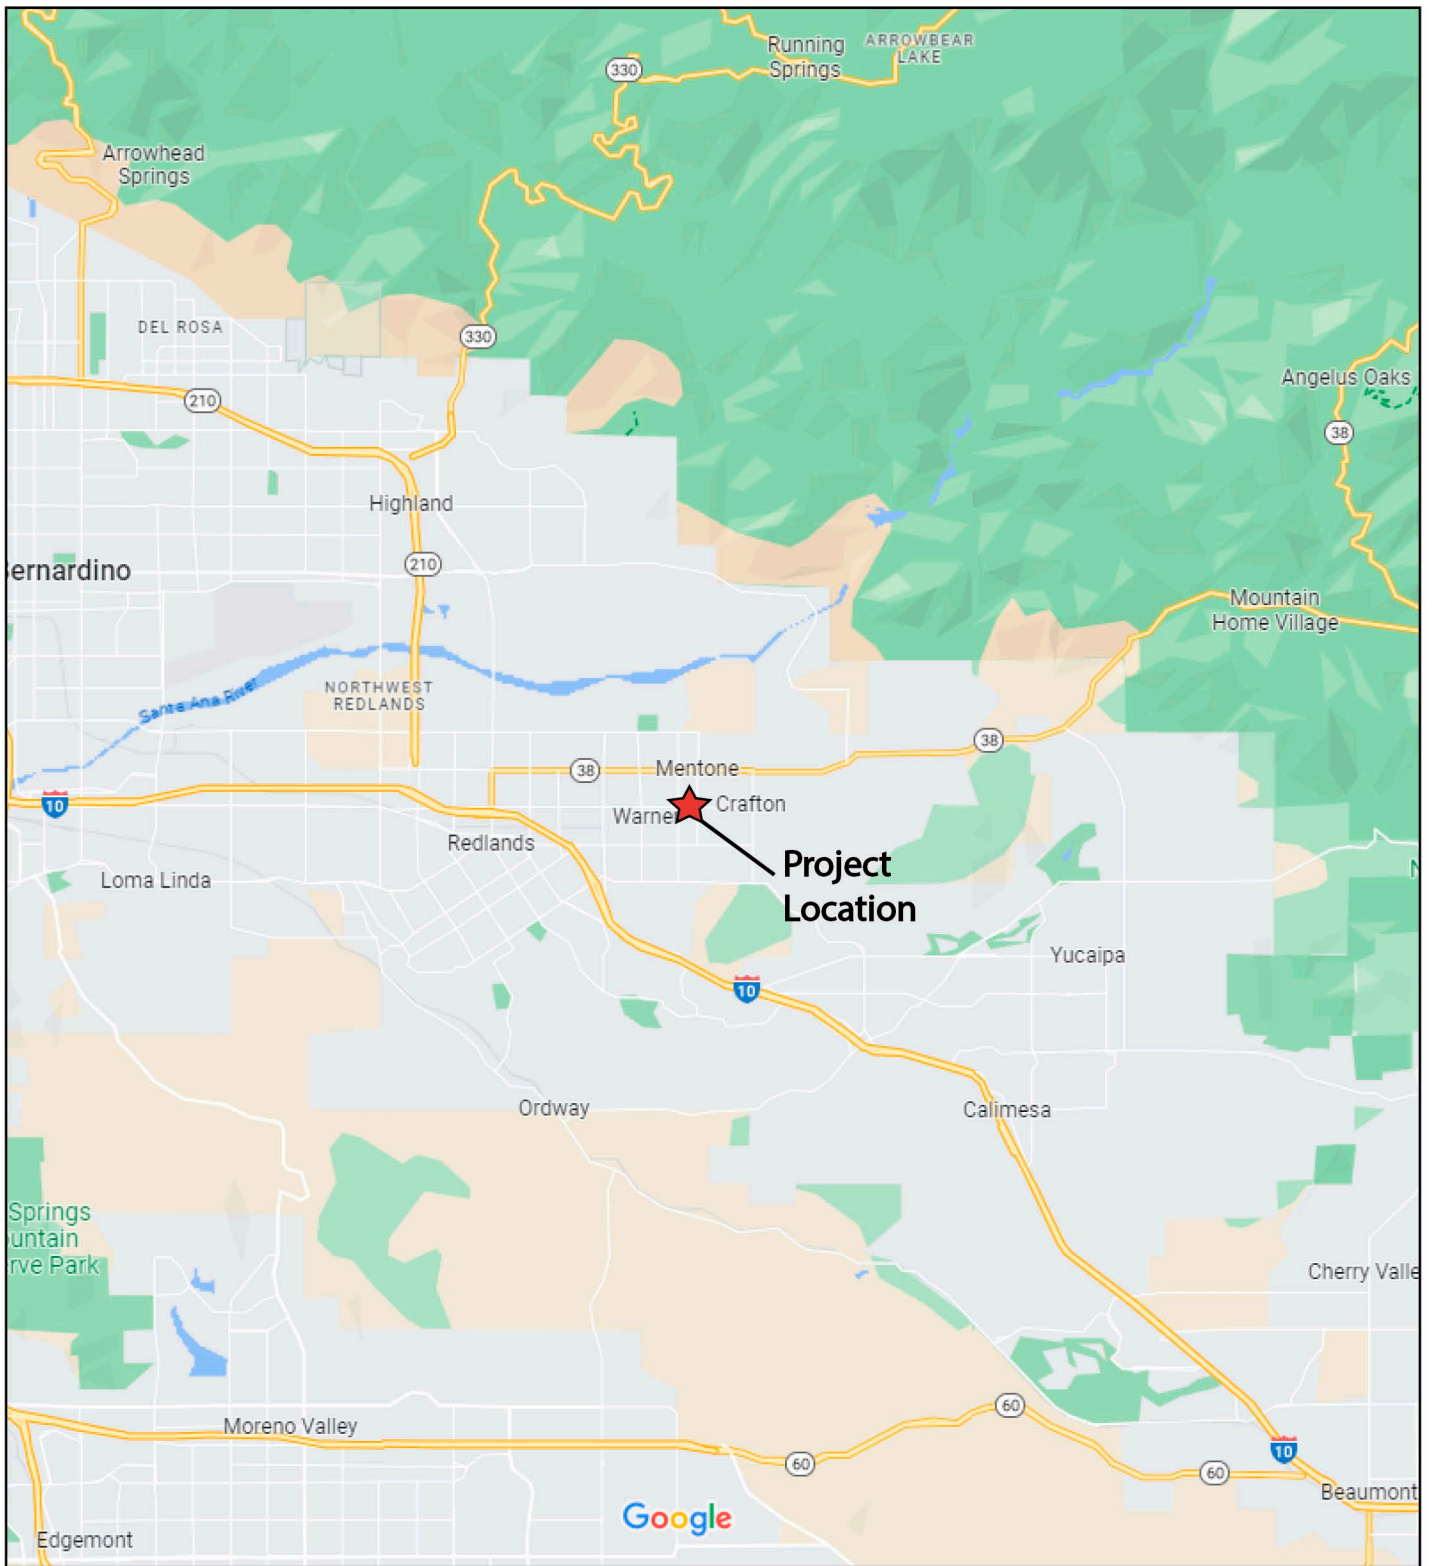 Running
Springs
ARROWBEAR
LAKE
330
Arrowhead
Springs
DEL ROSA
330
210
Angelus Oaks
38
Highland
210
Bernardino
Mountain
Home Village
NORTHWEST
REDLANDS
Santa Ana River
38
38
Mentone
10
Crafton
Warner
Redlands
Project
Location
Loma Linda
Yucaipa
10
Ordway
Calimesa
Springs
untain
rve Park
Cherry Valle
60
Moreno Valley
60
10
60
Beaumont
Google
Edgemont